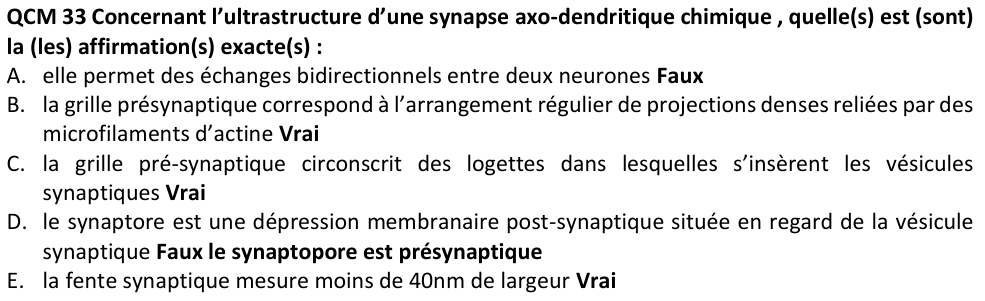 QCM 33 Concernant l’ultrastructure d’une synapse axo-dendritique chimique , quelle(s) est (sont)
la (les) affirmation(s) exacte(s) :
A. elle permet des échanges bidirectionnels entre deux neurones Faux
B. la grille présynaptique correspond à l’arrangement régulier de projections denses reliées par des
microfilaments d’actine Vrai
C. la grille pré-synaptique circonscrit des logettes dans lesquelles s’insèrent les vésicules
synaptiques Vrai
D. le synaptore est une dépression membranaire post-synaptique située en regard de la vésicule
synaptique Faux le synaptopore est présynaptique
E. la fente synaptique mesure moins de 40nm de largeur Vrai